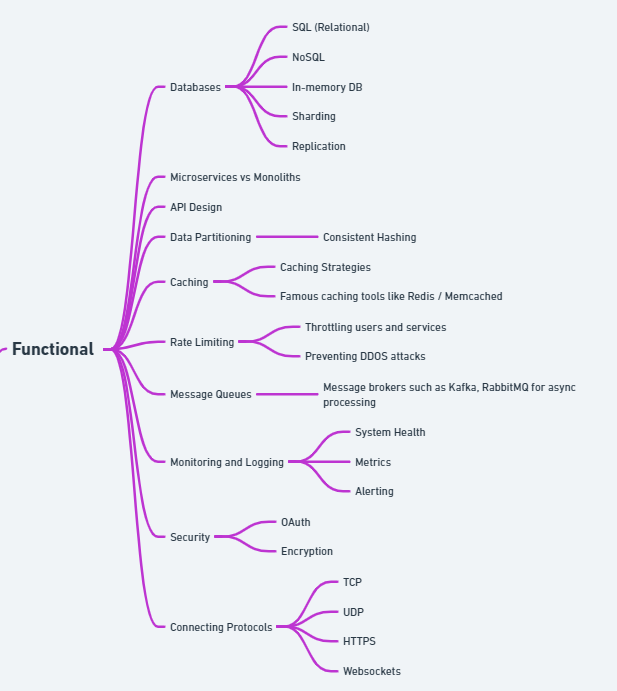 Functional
Databases
SQL (Relational)
NoSQL
In-memory DB
Sharding
Replication
Microservices vs Monoliths
API Design
Data Partitioning
Consistent Hashing
Caching
Caching Strategies
Famous caching tools like Redis / Memcached
Rate Limiting
Throttling users and services
Preventing DDOS attacks
Message Queues
Message brokers such as Kafka, RabbitMQ for async
processing
Monitoring and Logging
System Health
Metrics
Alerting
Security
OAuth
Encryption
Connecting Protocols
TCP
UDP
HTTPS
Websockets